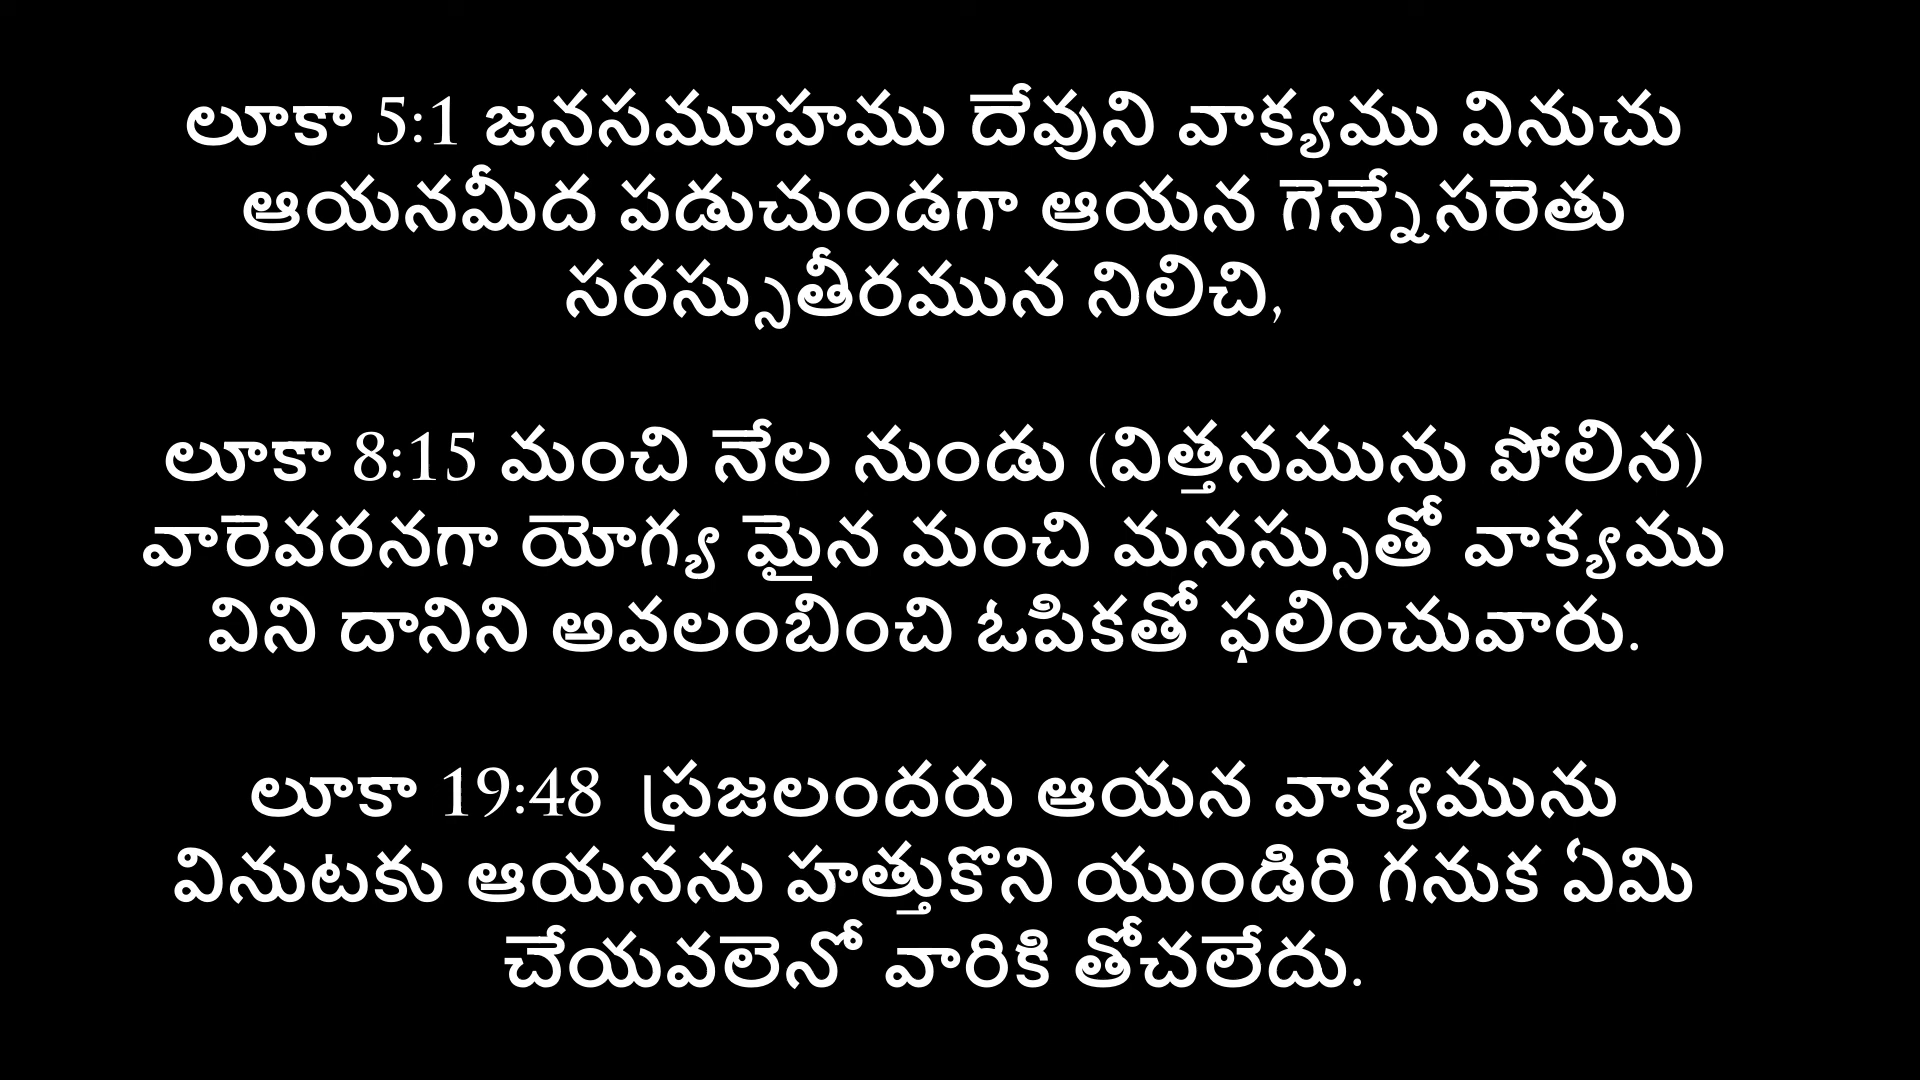 లూకా 5:1 జనసమూహము దేవుని వాక్యము వినుచు
ఆయనమీద పడుచుండగా ఆయన గెన్నేసరెతు
సరస్సుతీరమున నిలిచి,
లూకా 8:15 మంచి నేల నుండు (విత్తనమును పోలిన)
వారెవరనగా యోగ్య మైన మంచి మనస్సుతో వాక్యము
విని దానిని అవలంబించి ఓపికతో ఫలించువారు.
లూకా 19:48 ప్రజలందరు ఆయన వాక్యమును
వినుటకు ఆయనను హత్తుకొని యుండిరి గనుక ఏమి
చేయవలెనో వారికి తోచలేదు.